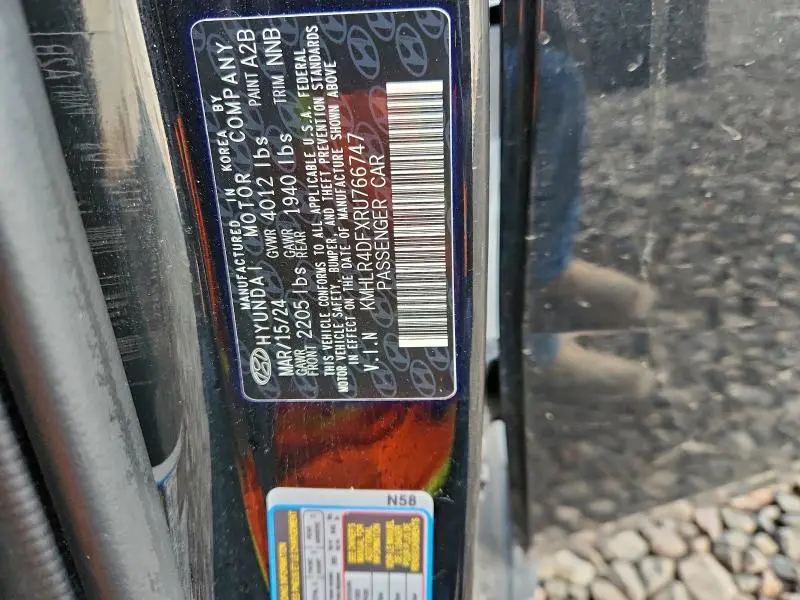 MANUFACTURED IN KOREA BY
HYUNDAI MOTOR COMPANY
MAR/15/24 GVWR 4012 lbs PAINT A2B
GAWR FRONT 2205 lbs GAWR REAR 1940 lbs TRIM NNB
THIS VEHICLE CONFORMS TO ALL APPLICABLE U.S.A. FEDERAL
MOTOR VEHICLE SAFETY, BUMPER, AND THEFT PREVENTION STANDARDS
IN EFFECT ON THE DATE OF MANUFACTURE SHOWN ABOVE
V.I.N KMHLR4DFXRU766747
PASSENGER CAR
N58